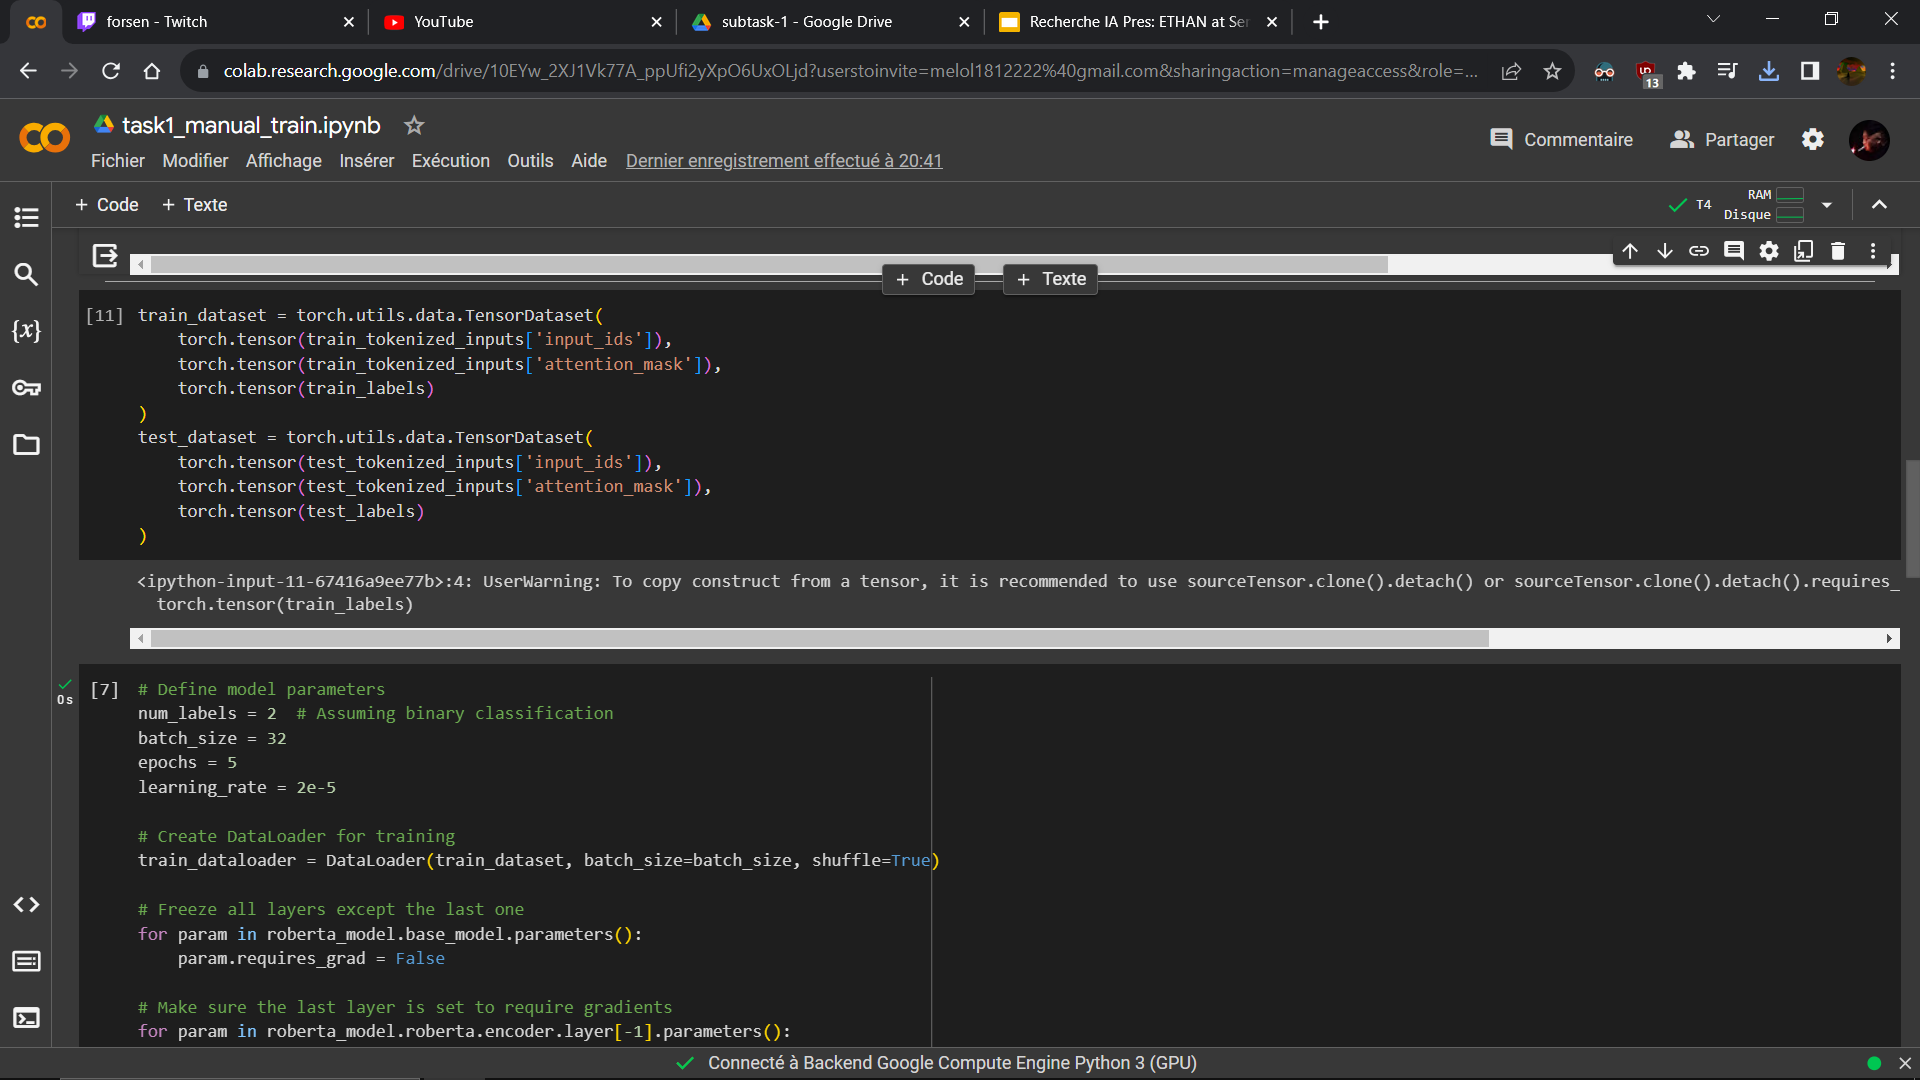 forsen - Twitch
YouTube
subtask-1 - Google Drive
Recherche IA Pres: ETHAN at Se
colab.research.google.com/drive/10EYw_2XJ1Vk77A_ppUfi2yXpO6UxOLjd?userstoinvite=melol1812222%40gmail.com&sharingaction=manageaccess&role=...
13
task1_manual_train.ipynb
Commentaire
Partager
Fichier Modifier Affichage Insérer Exécution Outils Aide Dernier enregistrement effectué à 20:41
+ Code + Texte
T4
RAM
Disque
+ Code + Texte
[11] train_dataset = torch.utils.data.TensorDataset(
torch.tensor(train_tokenized_inputs['input_ids']),
torch.tensor(train_tokenized_inputs['attention_mask']),
torch.tensor(train_labels)
)
test_dataset = torch.utils.data.TensorDataset(
torch.tensor(test_tokenized_inputs['input_ids']),
torch.tensor(test_tokenized_inputs['attention_mask']),
torch.tensor(test_labels)
)
<ipython-input-11-67416a9ee77b>:4: UserWarning: To copy construct from a tensor, it is recommended to use sourceTensor.clone().detach() or sourceTensor.clone().detach().requires_
torch.tensor(train_labels)
0s
[7] # Define model parameters
num_labels = 2  # Assuming binary classification
batch_size = 32
epochs = 5
learning_rate = 2e-5
# Create DataLoader for training
train_dataloader = DataLoader(train_dataset, batch_size=batch_size, shuffle=True)
# Freeze all layers except the last one
for param in roberta_model.base_model.parameters():
param.requires_grad = False
# Make sure the last layer is set to require gradients
for param in roberta_model.roberta.encoder.layer[-1].parameters():
Connecté à Backend Google Compute Engine Python 3 (GPU)